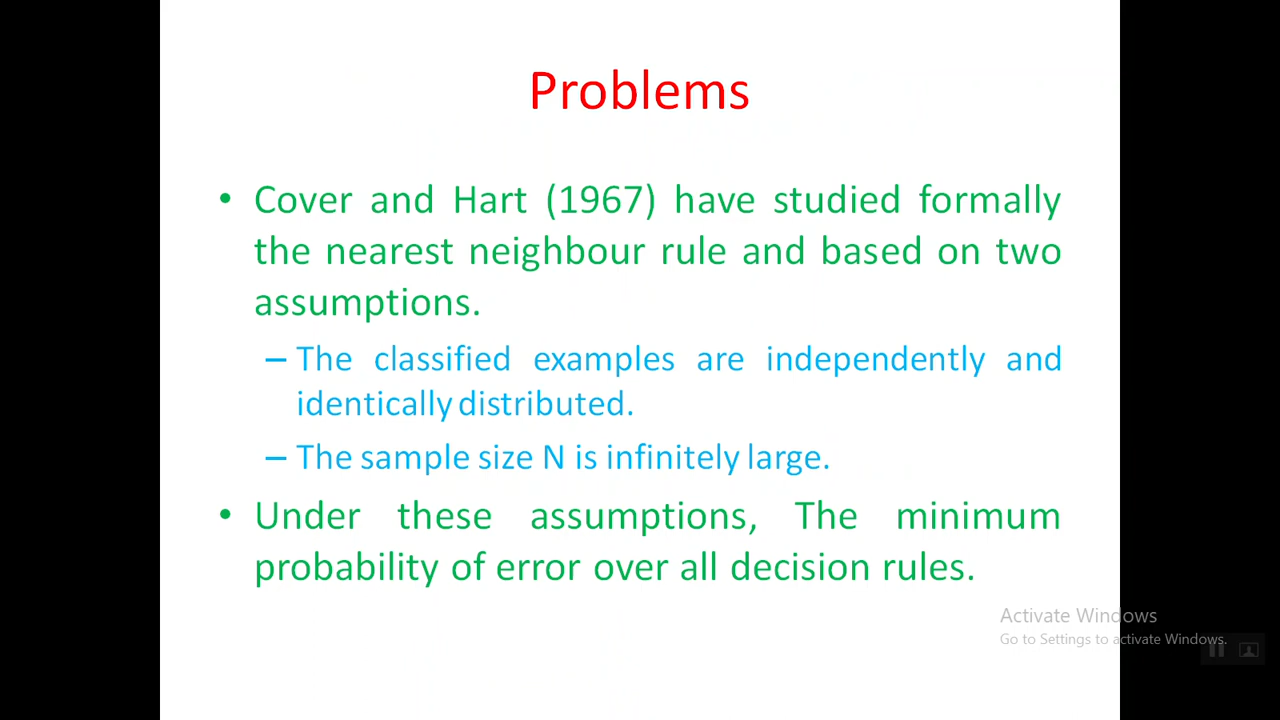 Problems
• Cover and Hart (1967) have studied formally
the nearest neighbour rule and based on two
assumptions.
– The classified examples are independently and
identically distributed.
– The sample size N is infinitely large.
• Under these assumptions, The minimum
probability of error over all decision rules.
Activate Windows
Go to Settings to activate Windows.